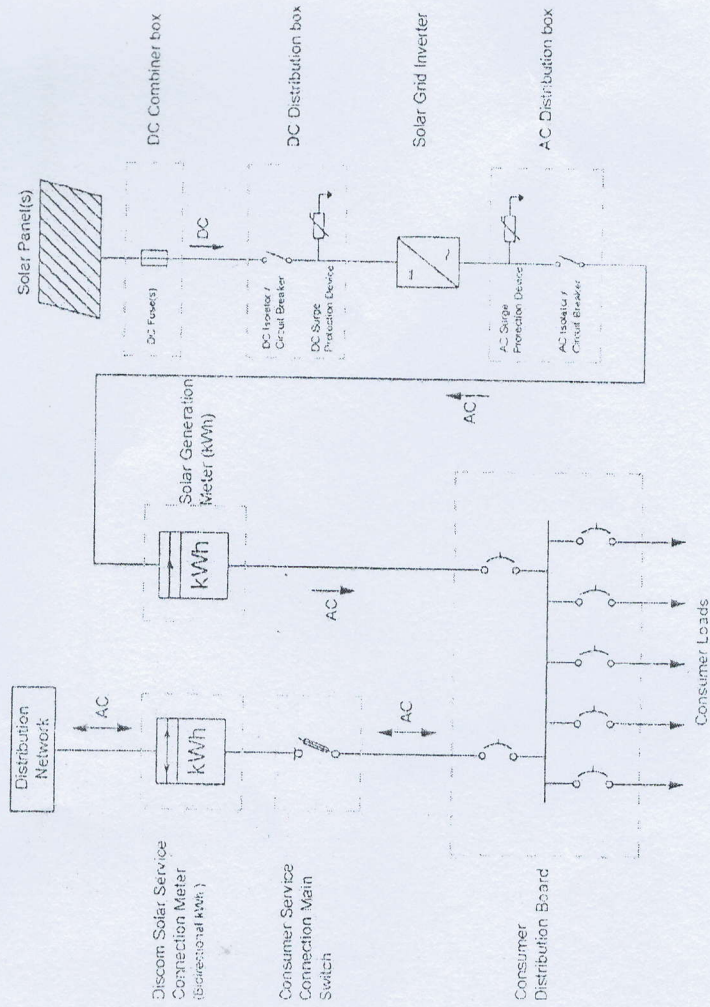 Solar Panel(s)
DC Combiner box
DC Fuse(s)
DC
DC Distribution box
DC Isolator /
Circuit Breaker
DC Surge
Protection Device
Solar Grid Inverter
~
AC Distribution box
AC Surge
Protection Device
AC Isolator /
Circuit Breaker
AC
Solar Generation
Meter (kWh)
kWh
AC
Distribution
Network
AC
Discom Solar Service
Connection Meter
(Bidirectional kWh )
kWh
Consumer Service
Connection Main
Switch
AC
Consumer
Distribution Board
Consumer Loads